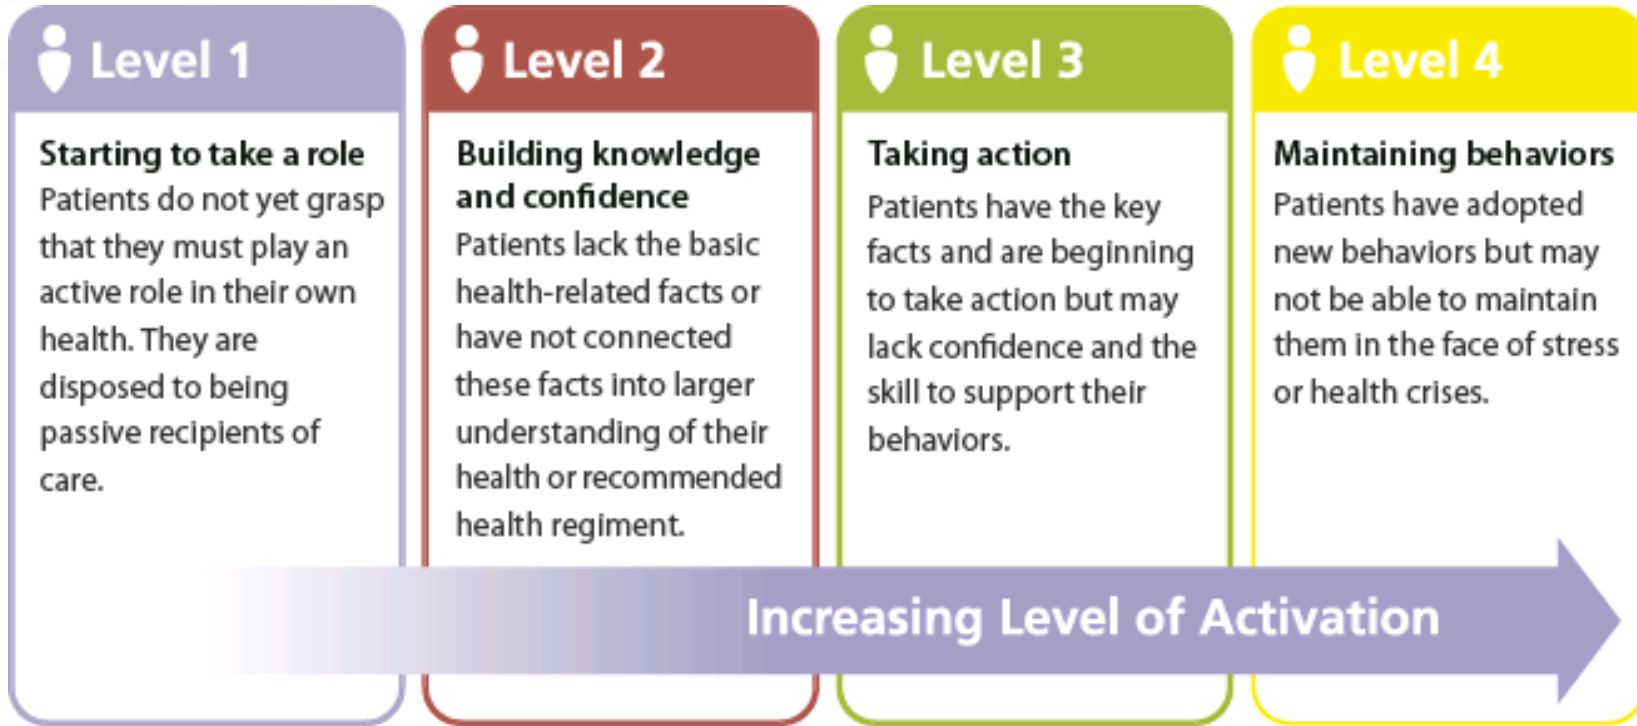 Level 1
Starting to take a role
Patients do not yet grasp
that they must play an
active role in their own
health. They are
disposed to being
passive recipients of
care.
Level 2
Building knowledge
and confidence
Patients lack the basic
health-related facts or
have not connected
these facts into larger
understanding of their
health or recommended
health regiment.
Level 3
Taking action
Patients have the key
facts and are beginning
to take action but may
lack confidence and the
skill to support their
behaviors.
Level 4
Maintaining behaviors
Patients have adopted
new behaviors but may
not be able to maintain
them in the face of stress
or health crises.
Increasing Level of Activation